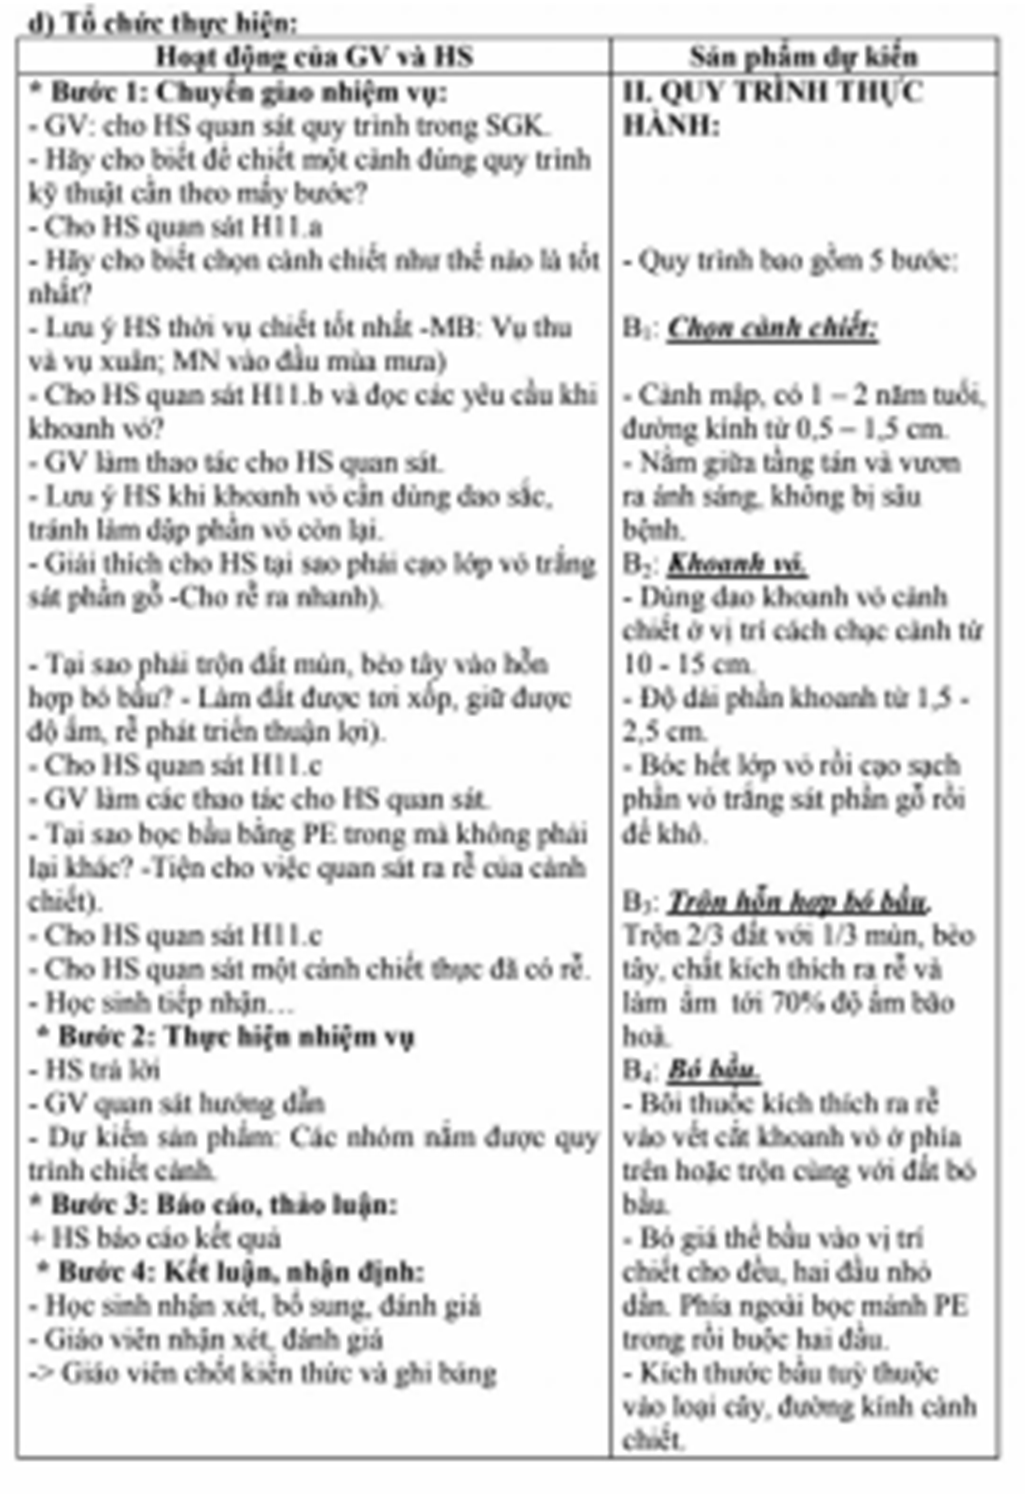 d) Tổ chức thực hiện:
Hoạt động của GV và HS
* Bước 1: Chuyển giao nhiệm vụ:
- GV: cho HS quan sát quy trình trong SGK.
- Hãy cho biết để chiết một cành đúng quy trình
kỹ thuật cần theo mấy bước?
- Cho HS quan sát H11.a
- Hãy cho biết chọn cành chiết như thế nào là tốt
nhất?
- Lưu ý HS thời vụ chiết tốt nhất -MB: Vụ thu
và vụ xuân; MN vào đầu mùa mưa)
- Cho HS quan sát H11.b và đọc các yêu cầu khi
khoanh vỏ?
- GV làm thao tác cho HS quan sát.
- Lưu ý HS khi khoanh vỏ cần dùng dao sắc,
tránh làm dập phần vỏ còn lại.
- Giải thích cho HS tại sao phải cạo lớp vỏ trắng
sát phần gỗ -Cho rễ ra nhanh).
- Tại sao phải trộn đất mùn, bèo tây vào hỗn
hợp bó bầu? - Làm đất được tơi xốp, giữ được
độ ẩm, rễ phát triển thuận lợi).
- Cho HS quan sát H11.c
- GV làm các thao tác cho HS quan sát.
- Tại sao bọc bầu bằng PE trong mà không phải
lại khác? -Tiện cho việc quan sát ra rễ của cành
chiết).
- Cho HS quan sát H11.c
- Cho HS quan sát một cành chiết thực đã có rễ.
- Học sinh tiếp nhận…
* Bước 2: Thực hiện nhiệm vụ
- HS trả lời
- GV quan sát hướng dẫn
- Dự kiến sản phẩm: Các nhóm nắm được quy
trình chiết cành.
* Bước 3: Báo cáo, thảo luận:
+ HS báo cáo kết quả
* Bước 4: Kết luận, nhận định:
- Học sinh nhận xét, bổ sung, đánh giá
- Giáo viên nhận xét, đánh giá
-> Giáo viên chốt kiến thức và ghi bảng
Sản phẩm dự kiến
II. QUY TRÌNH THỰC
HÀNH:
- Quy trình bao gồm 5 bước:
B₁: Chọn cành chiết:
- Cành mập, có 1 – 2 năm tuổi,
đường kính từ 0,5 – 1,5 cm.
- Nằm giữa tầng tán và vươn
ra ánh sáng, không bị sâu
bệnh.
B₂: Khoanh vỏ.
- Dùng dao khoanh vỏ cành
chiết ở vị trí cách chạc cành từ
10 - 15 cm.
- Độ dài phần khoanh từ 1,5 -
2,5 cm.
- Bóc hết lớp vỏ rồi cạo sạch
phần vỏ trắng sát phần gỗ rồi
để khô.
B₃: Trộn hỗn hợp bó bầu.
Trộn 2/3 đất với 1/3 mùn, bèo
tây, chất kích thích ra rễ và
làm ẩm tới 70% độ ẩm bão
hoà.
B₄: Bó bầu.
- Bôi thuốc kích thích ra rễ
vào vết cắt khoanh vỏ ở phía
trên hoặc trộn cùng với đất bó
bầu.
- Bó giá thể bầu vào vị trí
chiết cho đều, hai đầu nhỏ
dần. Phía ngoài bọc mảnh PE
trong rồi buộc hai đầu.
- Kích thước bầu tuỳ thuộc
vào loại cây, đường kính cành
chiết.